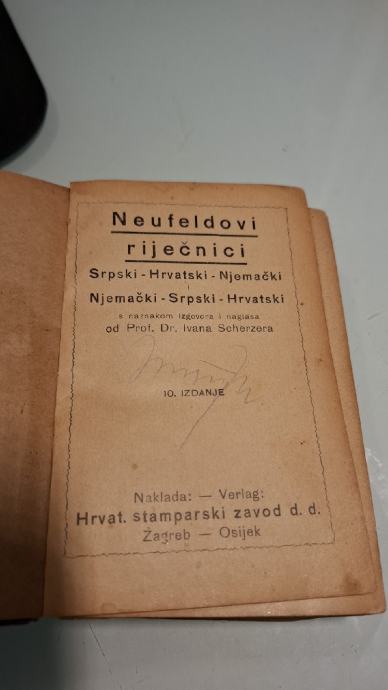 Neufeldovi
riječnici
Srpski - Hrvatski - Njemački
i
Njemački - Srpski - Hrvatski
s naznakom izgovora i naglasa
od Prof. Dr. Ivana Scherzera
10. IZDANJE
Naklada: — Verlag:
Hrvat. štamparski zavod d. d.
Zagreb — Osijek